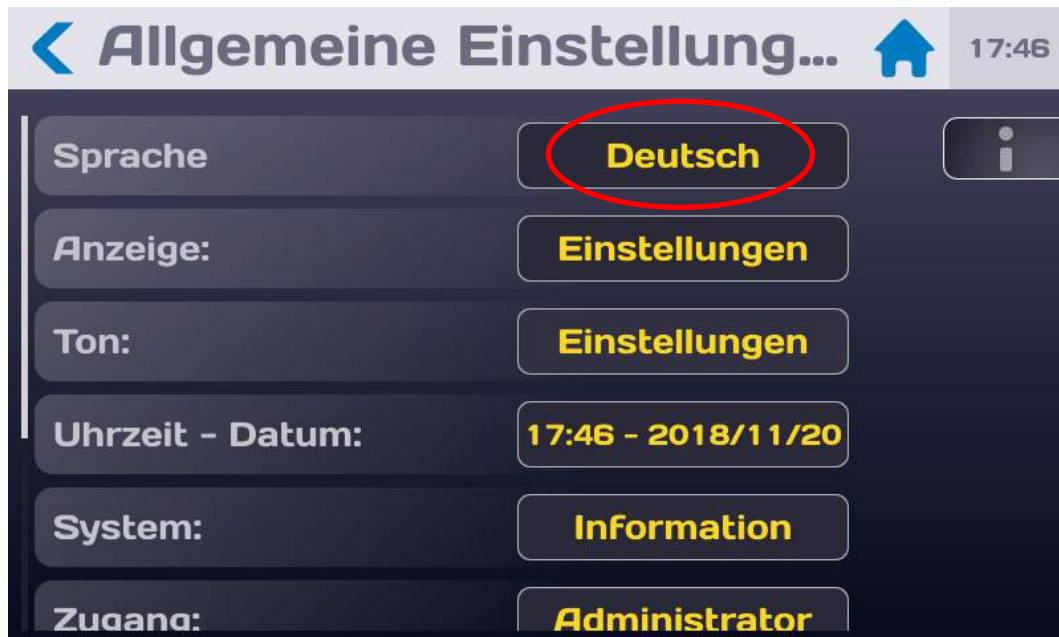 Allgemeine Einstellung... 17:46
Sprache Deutsch
Anzeige: Einstellungen
Ton: Einstellungen
Uhrzeit - Datum: 17:46 - 2018/11/20
System: Information
Zugang: Administrator